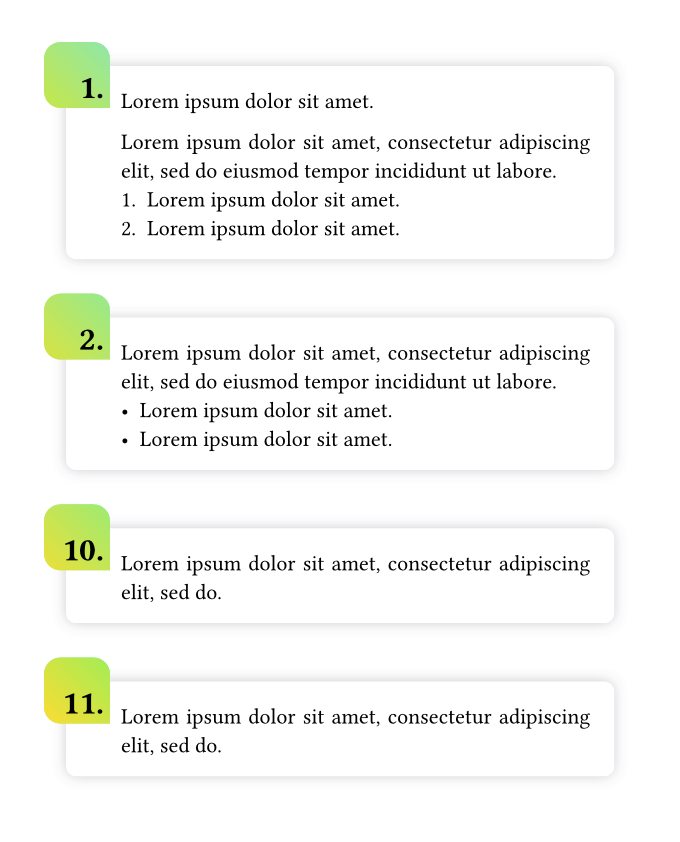 1.
Lorem ipsum dolor sit amet.
Lorem ipsum dolor sit amet, consectetur adipiscing
elit, sed do eiusmod tempor incididunt ut labore.
1. Lorem ipsum dolor sit amet.
2. Lorem ipsum dolor sit amet.
2.
Lorem ipsum dolor sit amet, consectetur adipiscing
elit, sed do eiusmod tempor incididunt ut labore.
• Lorem ipsum dolor sit amet.
• Lorem ipsum dolor sit amet.
10.
Lorem ipsum dolor sit amet, consectetur adipiscing
elit, sed do.
11.
Lorem ipsum dolor sit amet, consectetur adipiscing
elit, sed do.